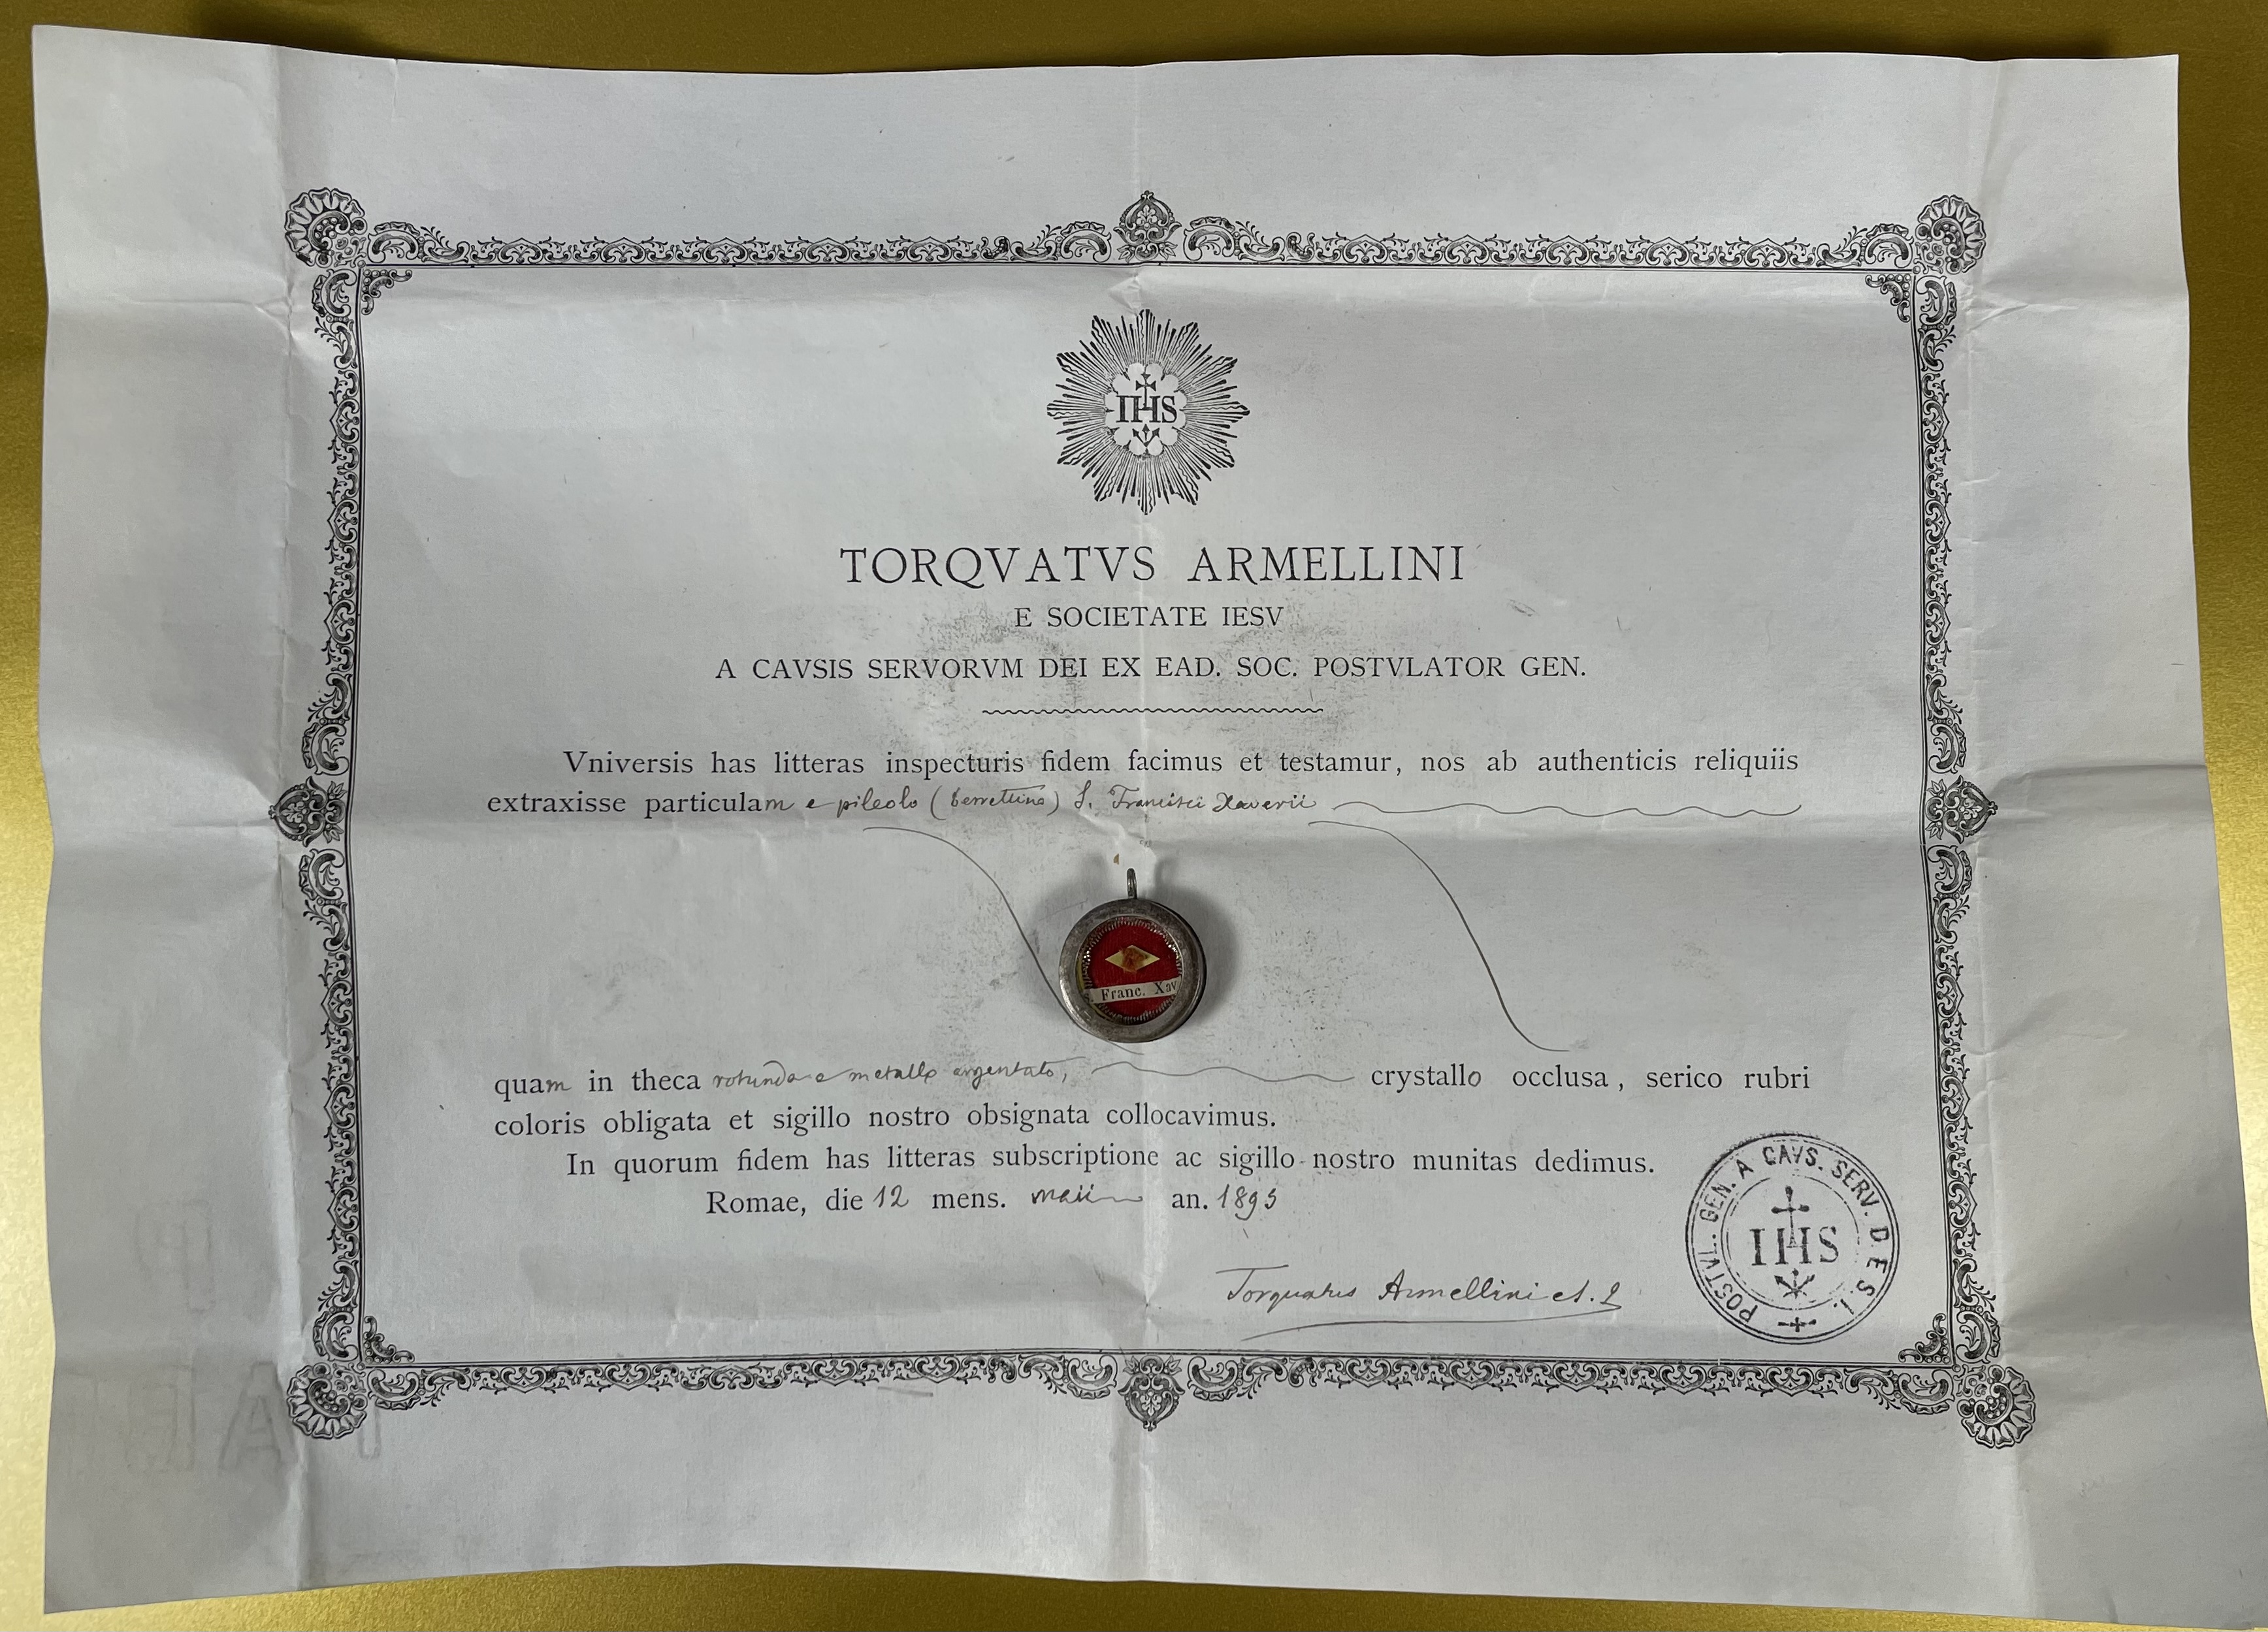 IHS
TORQVATVS ARMELLINI
E SOCIETATE IESV
A CAVSIS SERVORVM DEI EX EAD. SOC. POSTVLATOR GEN.
Vniversis has litteras inspecturis fidem facimus et testamur, nos ab authenticis reliquiis
extraxisse particulam e pileolo (berrettino) S. Francisci Xaverii
Franc. Xav
quam in theca rotunda e metallo argentato, crystallo occlusa, serico rubri
coloris obligata et sigillo nostro obsignata collocavimus.
In quorum fidem has litteras subscriptione ac sigillo nostro munitas dedimus.
Romae, die 12 mens. maii an. 1893
Torquatus Armellini
POSTVL. GEN. A CAVS. SERV. D. E S. I.
IHS